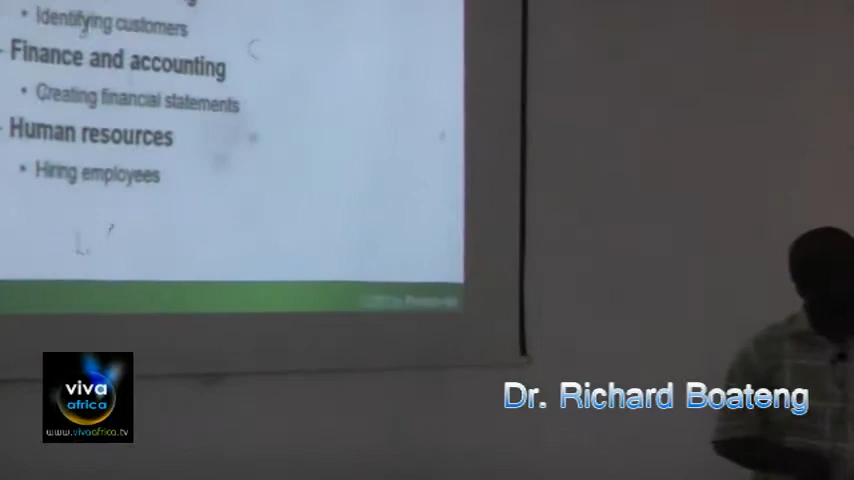 • Identifying customers
- Finance and accounting
• Creating financial statements
- Human resources
• Hiring employees
viva
africa
www.vivaafrica.tv
Dr. Richard Boateng